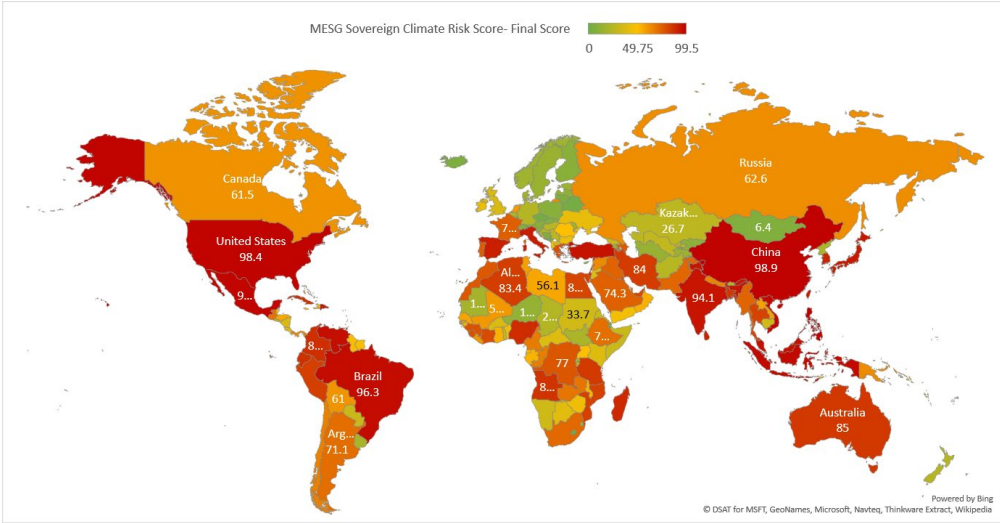 MESG Sovereign Climate Risk Score- Final Score
0 49.75 99.5
Canada
61.5
Russia
62.6
Kazak...
26.7
6.4
United States
98.4
China
98.9
7...
84
Al...
83.4
56.1
8...
74.3
94.1
9...
1...
5...
1...
2...
33.7
7...
8...
77
Brazil
96.3
8...
61
Australia
85
Arg...
71.1
Powered by Bing
© DSAT for MSFT, GeoNames, Microsoft, Navteq, Thinkware Extract, Wikipedia